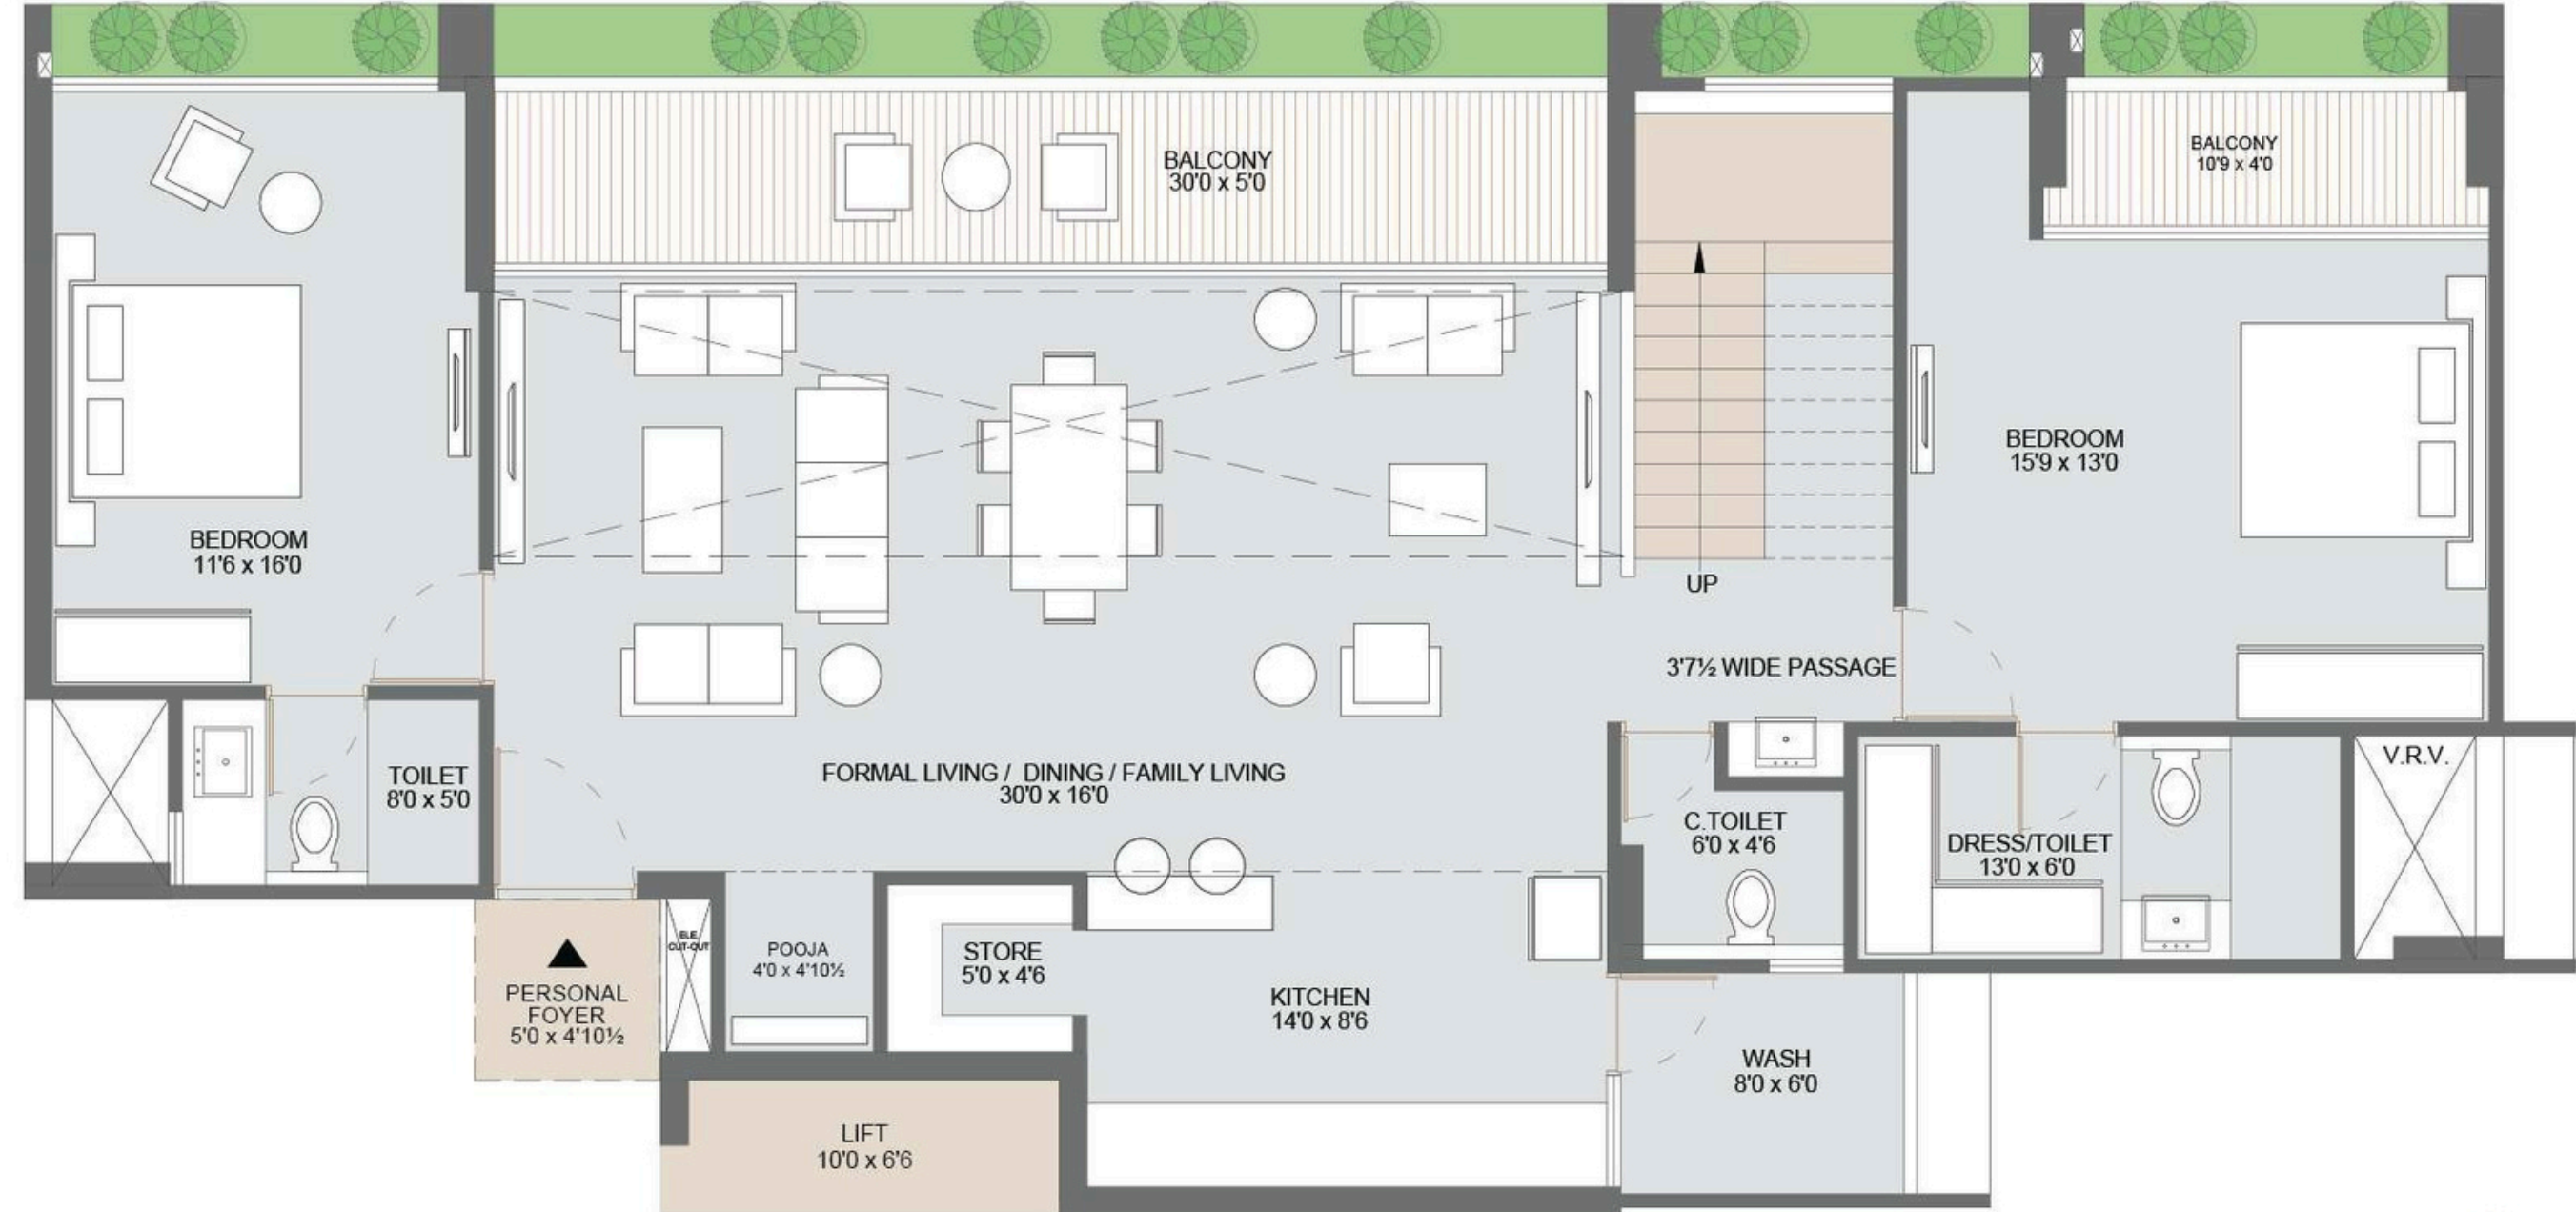 BALCONY
30'0 x 5'0
BALCONY
10'9 x 4'0
BEDROOM
15'9 x 13'0
BEDROOM
11'6 x 16'0
UP
3'7½ WIDE PASSAGE
TOILET
8'0 x 5'0
FORMAL LIVING / DINING / FAMILY LIVING
30'0 x 16'0
C.TOILET
6'0 x 4'6
DRESS/TOILET
13'0 x 6'0
V.R.V.
ELE.
CUT-OUT
POOJA
4'0 x 4'10½
STORE
5'0 x 4'6
PERSONAL
FOYER
5'0 x 4'10½
KITCHEN
14'0 x 8'6
WASH
8'0 x 6'0
LIFT
10'0 x 6'6